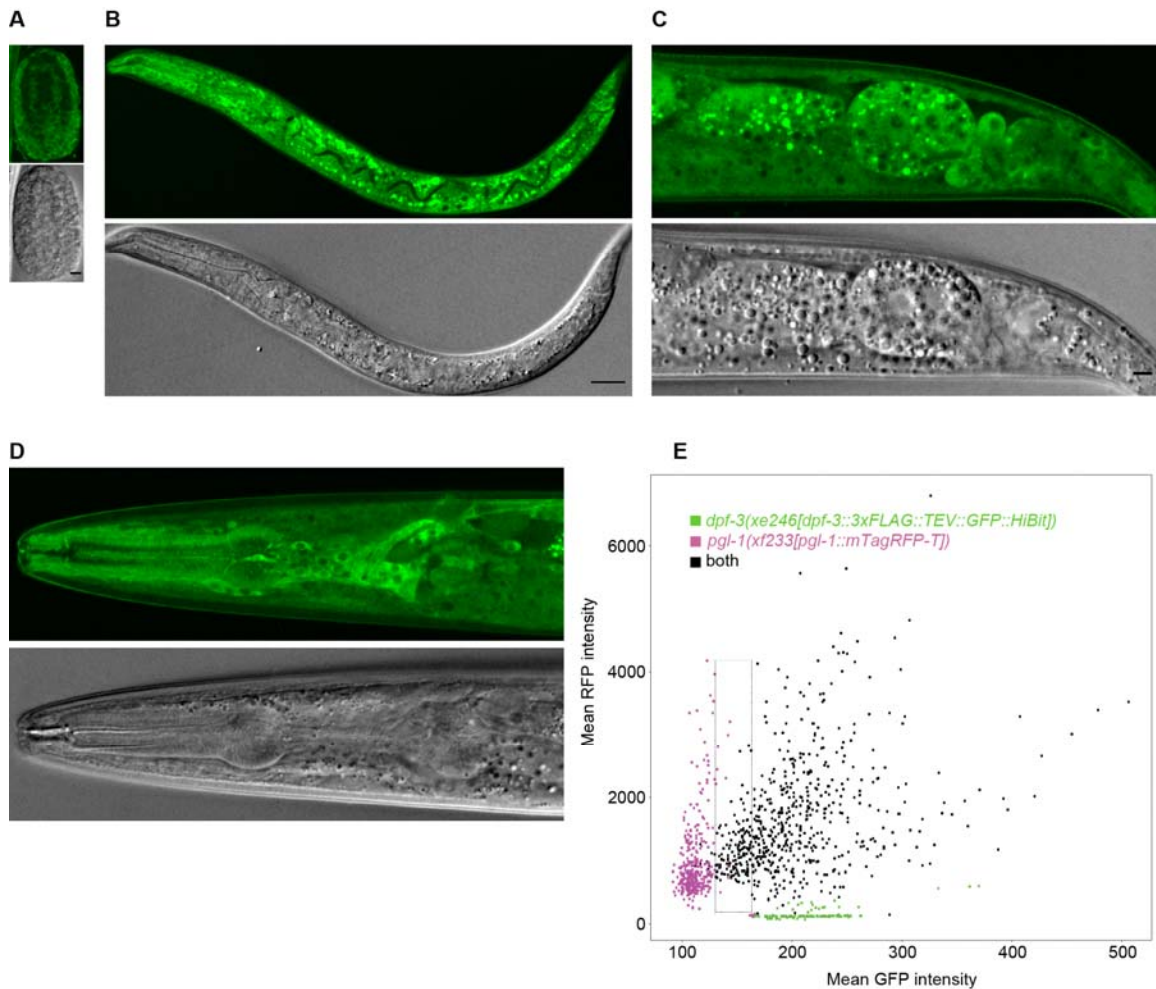 A
B
C
D
E
dpf-3(xe246[dpf-3::3xFLAG::TEV::GFP::HiBit])
pgl-1(xf233[pgl-1::mTagRFP-T])
both
Mean RFP intensity
6000
4000
2000
0
100 200 300 400 500
Mean GFP intensity